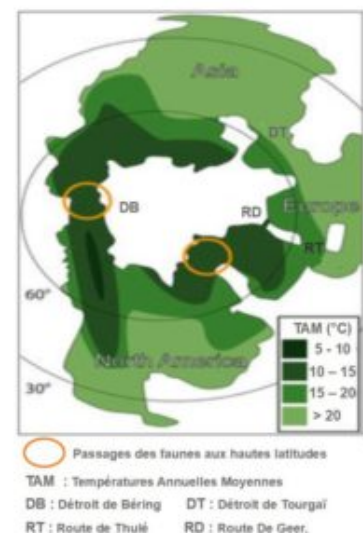 Asia
DT
DB
RD
Europe
RT
60°
North America
30°
TAM (°C)
5 - 10
10 – 15
15 – 20
> 20
Passages des faunes aux hautes latitudes
TAM : Températures Annuelles Moyennes
DB : Détroit de Béring DT : Détroit de Tourgaï
RT : Route de Thulé RD : Route De Geer.